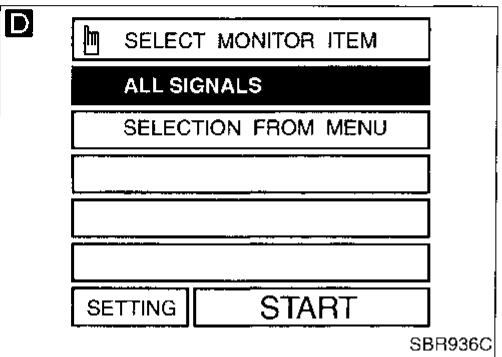 D
SELECT MONITOR ITEM
ALL SIGNALS
SELECTION FROM MENU
SETTING START
SBR936C